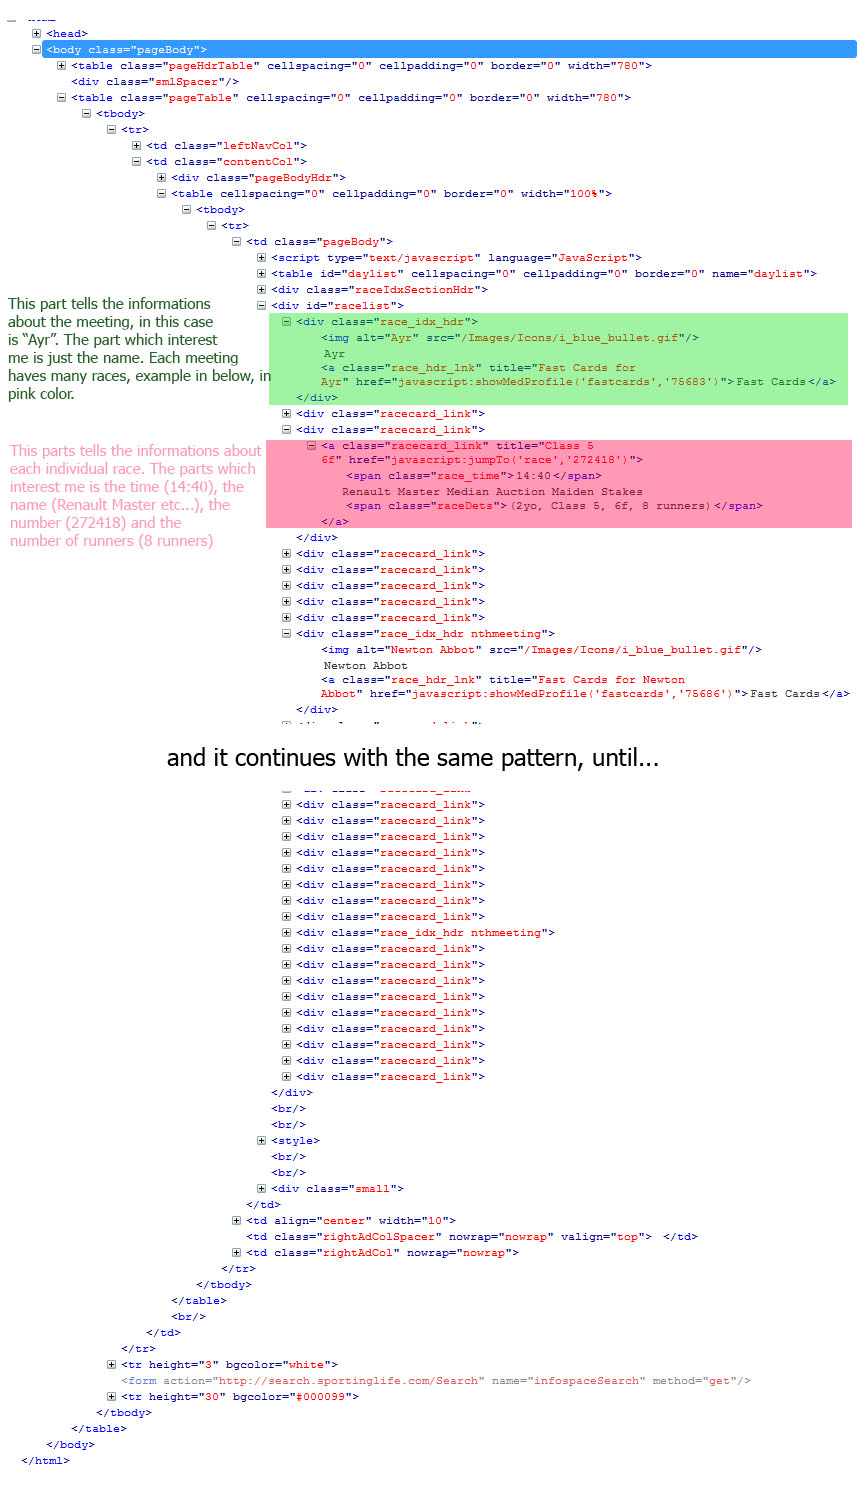 <head>
<body class="pageBody">
<table class="pageHdrTable" cellspacing="0" cellpadding="0" border="0" width="780">
<div class="smlSpacer"/>
<table class="pageTable" cellspacing="0" cellpadding="0" border="0" width="780">
<tbody>
<tr>
<td class="leftNavCol">
<td class="contentCol">
<div class="pageBodyHdr">
<table cellspacing="0" cellpadding="0" border="0" width="100%">
<tbody>
<tr>
<td class="pageBody">
<script type="text/javascript" language="JavaScript">
<table id="daylist" cellspacing="0" cellpadding="0" border="0" name="daylist">
<div class="raceIdxSectionHdr">
<div id="racelist">
This part tells the informations
about the meeting, in this case
is “Ayr”. The part which interest
me is just the name. Each meeting
haves many races, example in below, in
pink color.
<div class="race_idx_hdr">
<img alt="Ayr" src="/Images/Icons/i_blue_bullet.gif"/>
Ayr
<a class="race_hdr_lnk" title="Fast Cards for
Ayr" href="javascript:showMedProfile('fastcards','75683')">Fast Cards</a>
</div>
<div class="racecard_link">
<div class="racecard_link">
This parts tells the informations about
each individual race. The parts which
interest me is the time (14:40), the
name (Renault Master etc...), the
number (272418) and the
number of runners (8 runners)
<a class="racecard_link" title="Class 5
6f" href="javascript:jumpTo('race','272418')">
<span class="race_time">14:40</span>
Renault Master Median Auction Maiden Stakes
<span class="raceDets">(2yo, Class 5, 6f, 8 runners)</span>
</a>
</div>
<div class="racecard_link">
<div class="racecard_link">
<div class="racecard_link">
<div class="racecard_link">
<div class="racecard_link">
<div class="race_idx_hdr nthmeeting">
<img alt="Newton Abbot" src="/Images/Icons/i_blue_bullet.gif"/>
Newton Abbot
<a class="race_hdr_lnk" title="Fast Cards for Newton
Abbot" href="javascript:showMedProfile('fastcards','75686')">Fast Cards</a>
</div>
and it continues with the same pattern, until...
<div class="racecard_link">
<div class="racecard_link">
<div class="racecard_link">
<div class="racecard_link">
<div class="racecard_link">
<div class="racecard_link">
<div class="racecard_link">
<div class="racecard_link">
<div class="race_idx_hdr nthmeeting">
<div class="racecard_link">
<div class="racecard_link">
<div class="racecard_link">
<div class="racecard_link">
<div class="racecard_link">
<div class="racecard_link">
<div class="racecard_link">
<div class="racecard_link">
<div class="racecard_link">
</div>
<br/>
<br/>
<style>
<br/>
<br/>
<div class="small">
</td>
<td align="center" width="10">
<td class="rightAdColSpacer" nowrap="nowrap" valign="top"> </td>
<td class="rightAdCol" nowrap="nowrap">
</tr>
</tbody>
</table>
<br/>
</td>
</tr>
<tr height="3" bgcolor="white">
<form action="http://search.sportinglife.com/Search" name="infospaceSearch" method="get"/>
<tr height="30" bgcolor="#000099">
</tbody>
</table>
</body>
</html>